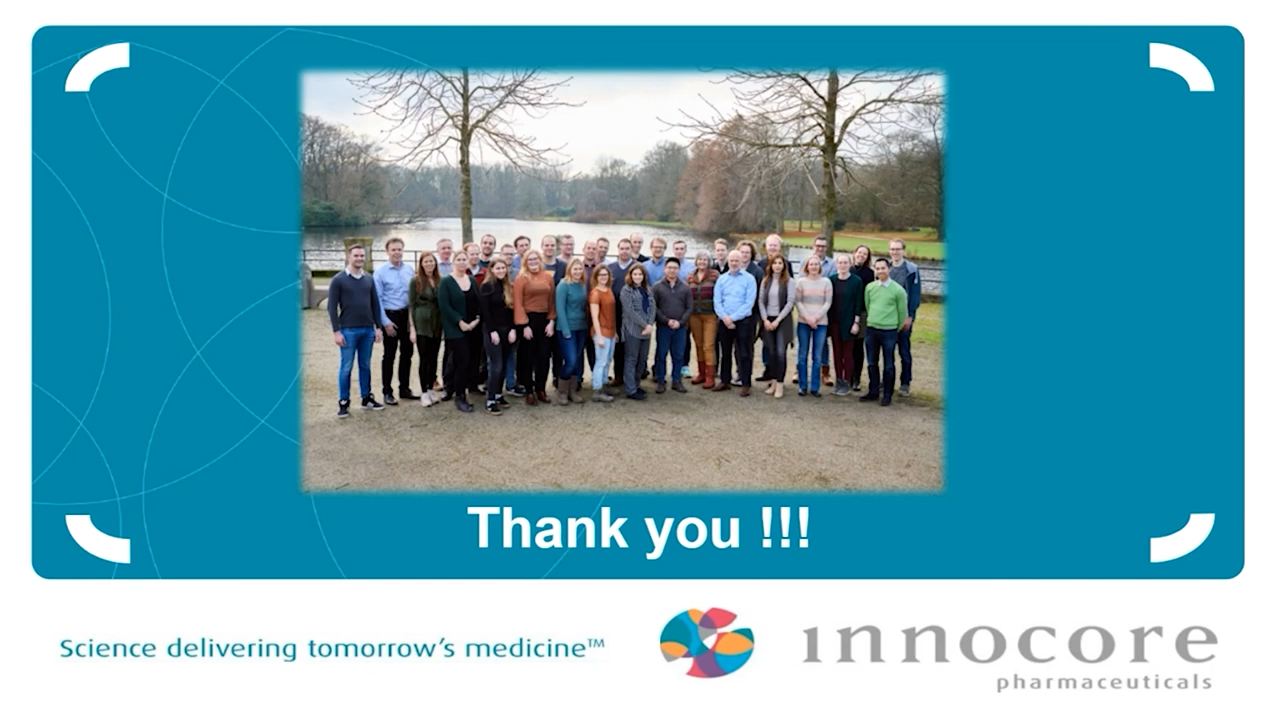 Thank you !!!
Science delivering tomorrow's medicine™
innocore
pharmaceuticals